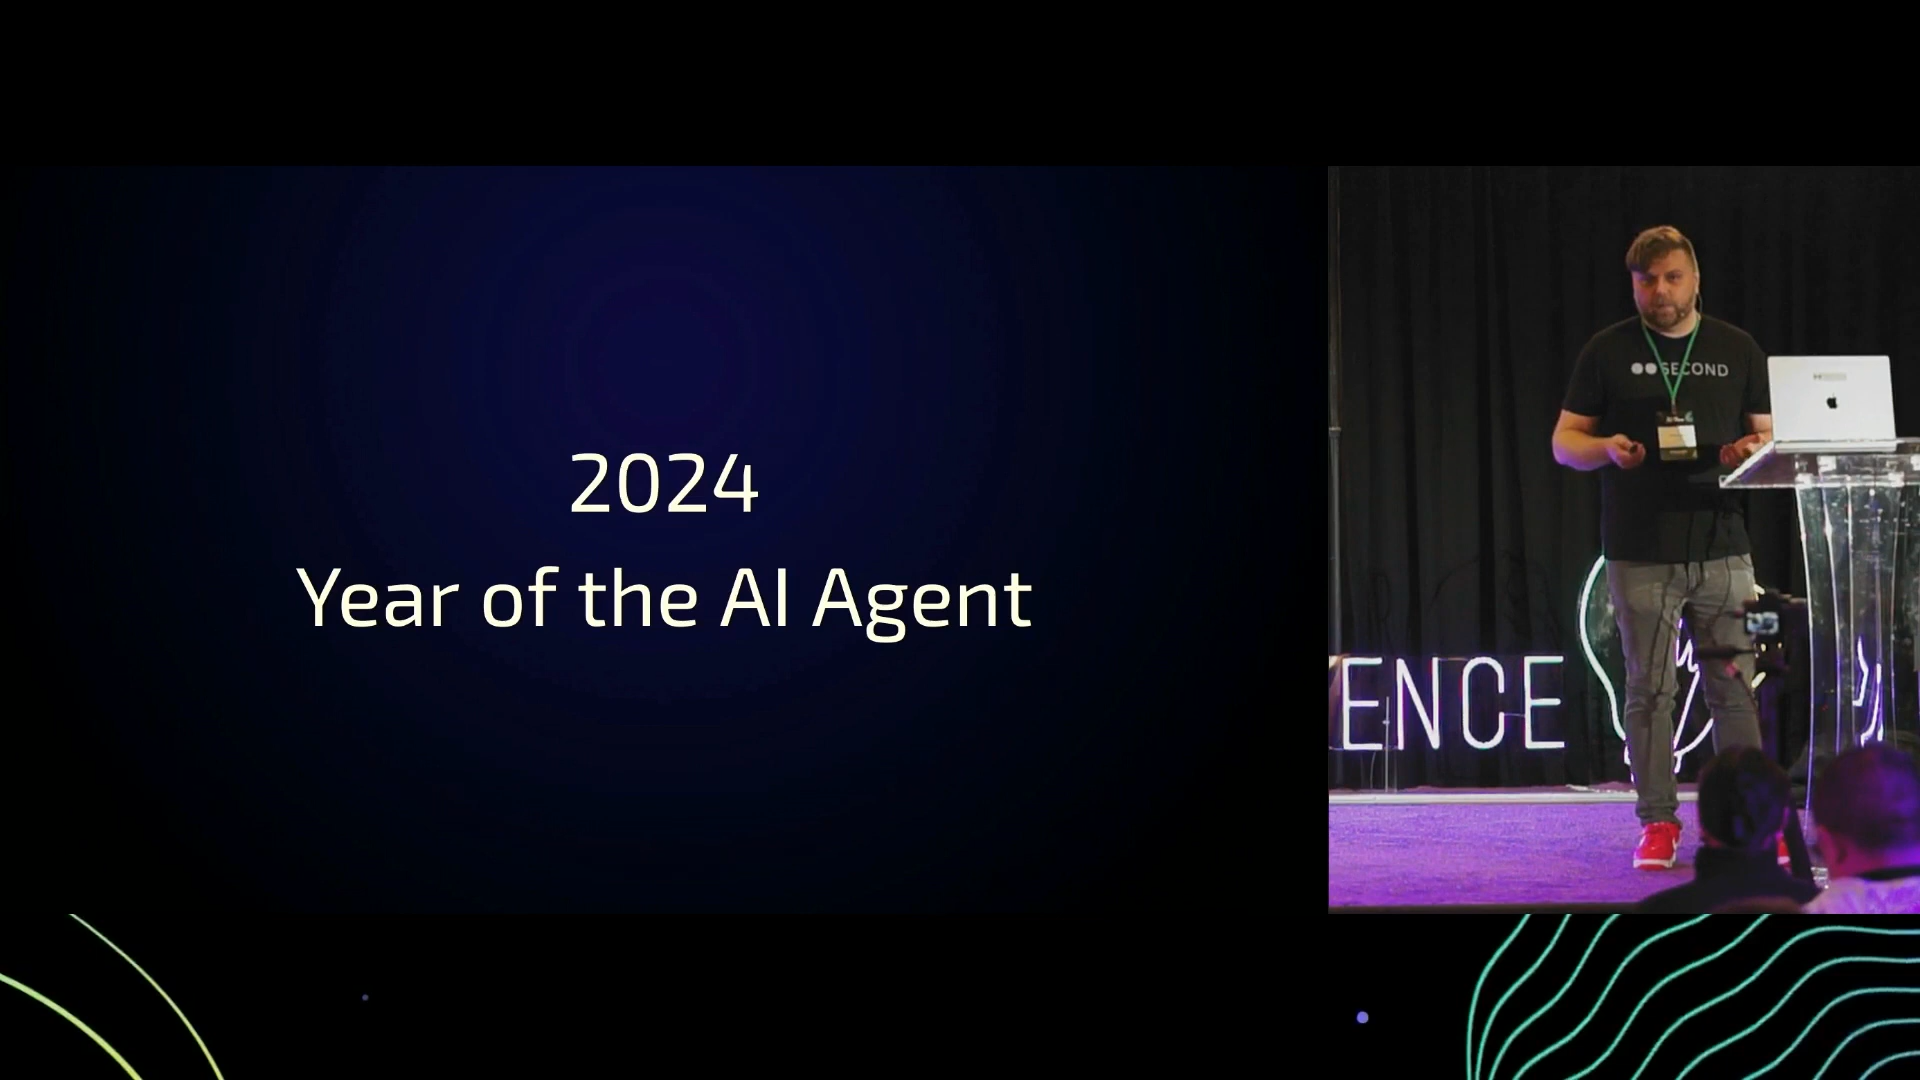 2024
Year of the AI Agent
SECOND
ENCE